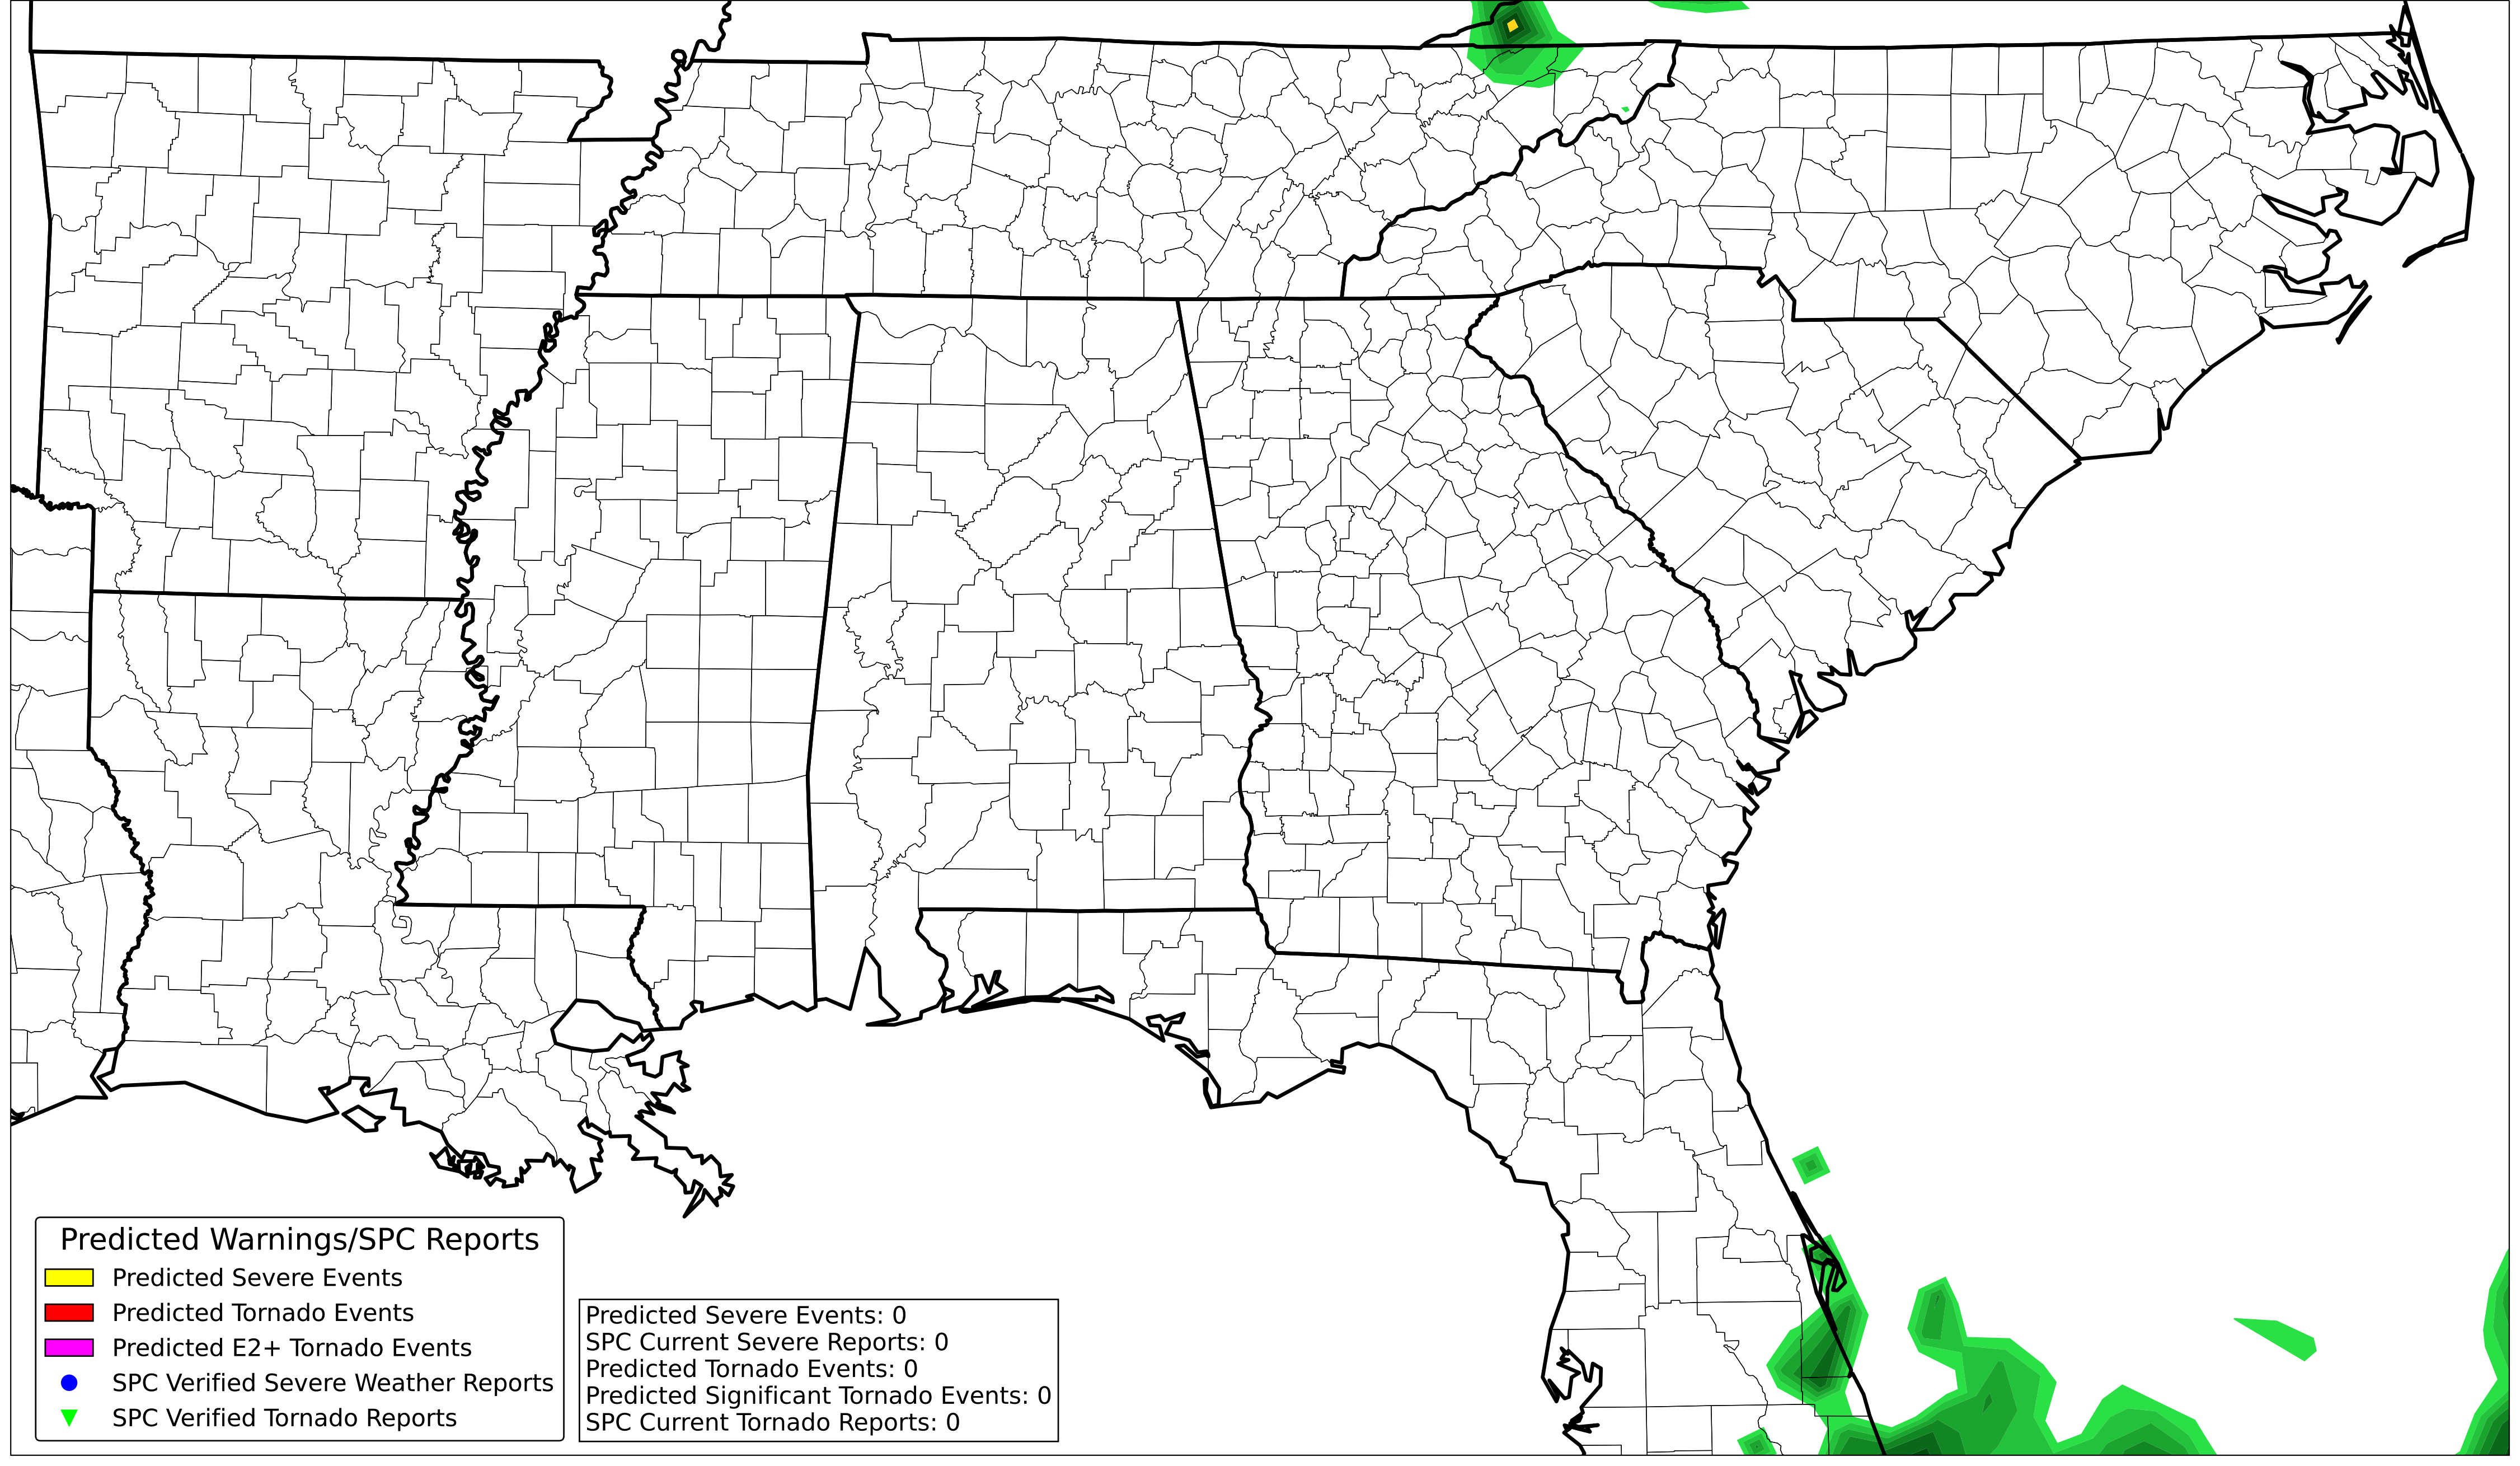 Predicted Warnings/SPC Reports
Predicted Severe Events
Predicted Tornado Events
Predicted E2+ Tornado Events
SPC Verified Severe Weather Reports
SPC Verified Tornado Reports
Predicted Severe Events: 0
SPC Current Severe Reports: 0
Predicted Tornado Events: 0
Predicted Significant Tornado Events: 0
SPC Current Tornado Reports: 0